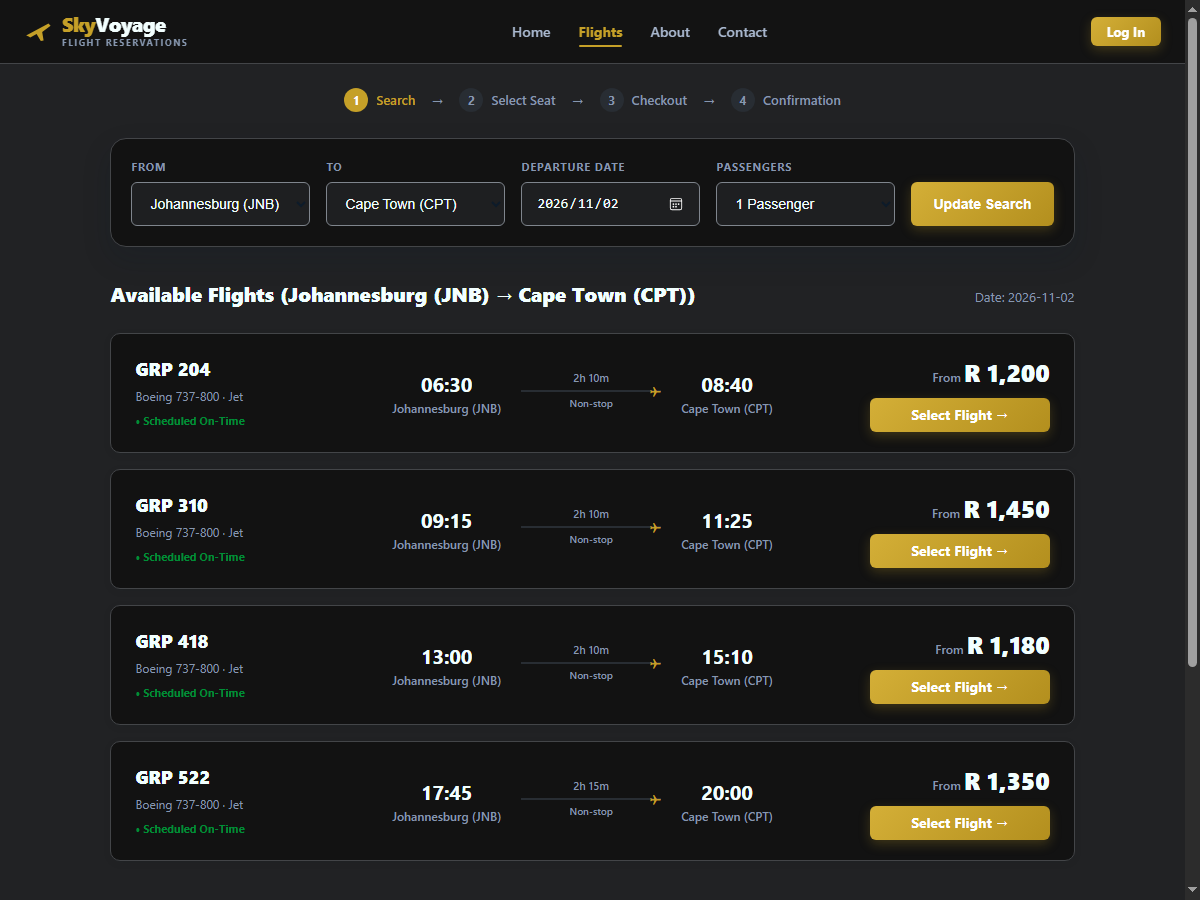 SkyVoyage
FLIGHT RESERVATIONS
Home Flights About Contact
Log In
1 Search → 2 Select Seat → 3 Checkout → 4 Confirmation
FROM TO DEPARTURE DATE PASSENGERS
Johannesburg (JNB) Cape Town (CPT) 2026/11/02 1 Passenger Update Search
Available Flights (Johannesburg (JNB) → Cape Town (CPT))
Date: 2026-11-02
GRP 204
Boeing 737-800 · Jet
• Scheduled On-Time
06:30
Johannesburg (JNB)
2h 10m
Non-stop
08:40
Cape Town (CPT)
From R 1,200
Select Flight →
GRP 310
Boeing 737-800 · Jet
• Scheduled On-Time
09:15
Johannesburg (JNB)
2h 10m
Non-stop
11:25
Cape Town (CPT)
From R 1,450
Select Flight →
GRP 418
Boeing 737-800 · Jet
• Scheduled On-Time
13:00
Johannesburg (JNB)
2h 10m
Non-stop
15:10
Cape Town (CPT)
From R 1,180
Select Flight →
GRP 522
Boeing 737-800 · Jet
• Scheduled On-Time
17:45
Johannesburg (JNB)
2h 15m
Non-stop
20:00
Cape Town (CPT)
From R 1,350
Select Flight →